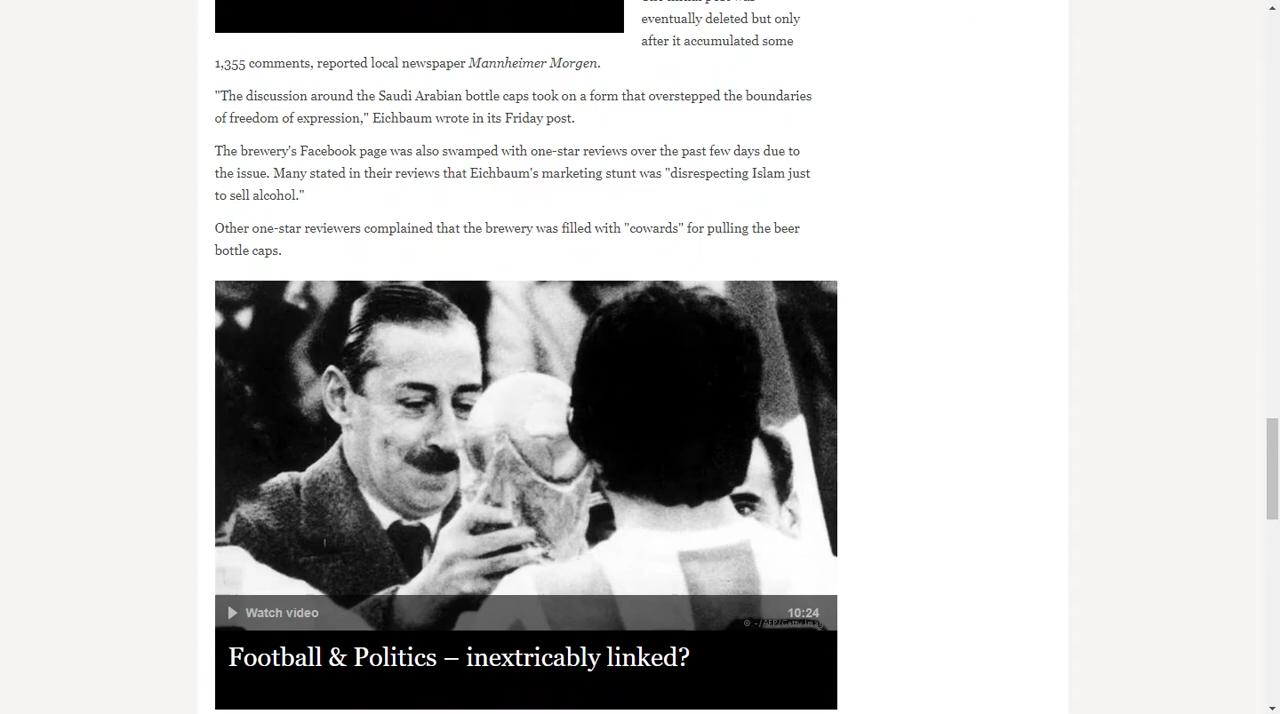 eventually deleted but only
after it accumulated some
1,355 comments, reported local newspaper Mannheimer Morgen.
"The discussion around the Saudi Arabian bottle caps took on a form that overstepped the boundaries
of freedom of expression," Eichbaum wrote in its Friday post.
The brewery's Facebook page was also swamped with one-star reviews over the past few days due to
the issue. Many stated in their reviews that Eichbaum's marketing stunt was "disrespecting Islam just
to sell alcohol."
Other one-star reviewers complained that the brewery was filled with "cowards" for pulling the beer
bottle caps.
Watch video
10:24
Football & Politics – inextricably linked?